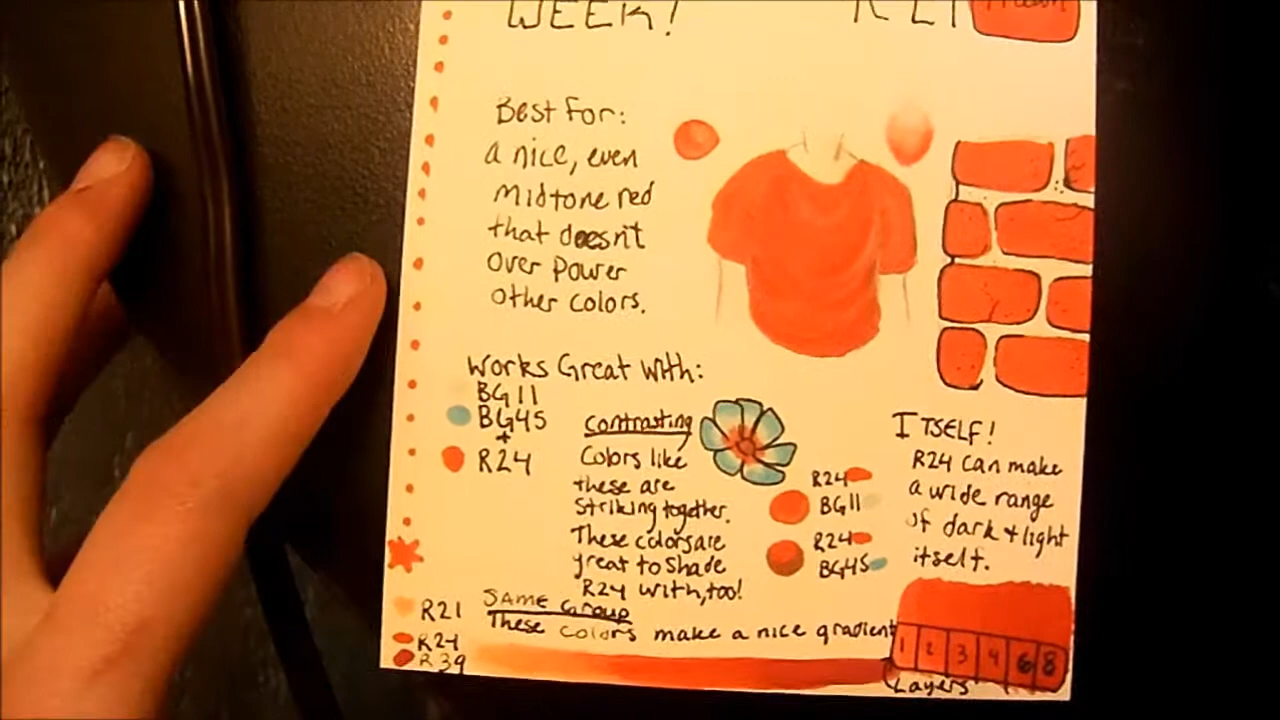 WEEK!
R24
Best For:
a nice, even
Midtone red
that doesn't
over power
other colors.
Works Great With:
BG11
BG45
+
R24
contrasting
Colors like
these are
striking together.
These colors are
great to shade
R24 with, too!
R24
BG11
R24
BG45
ITSELF!
R24 can make
a wide range
of dark + light
itself.
R21
R24
R39
SAME Group
These colors make a nice gradient
1 2 3 4 6 8
Layers